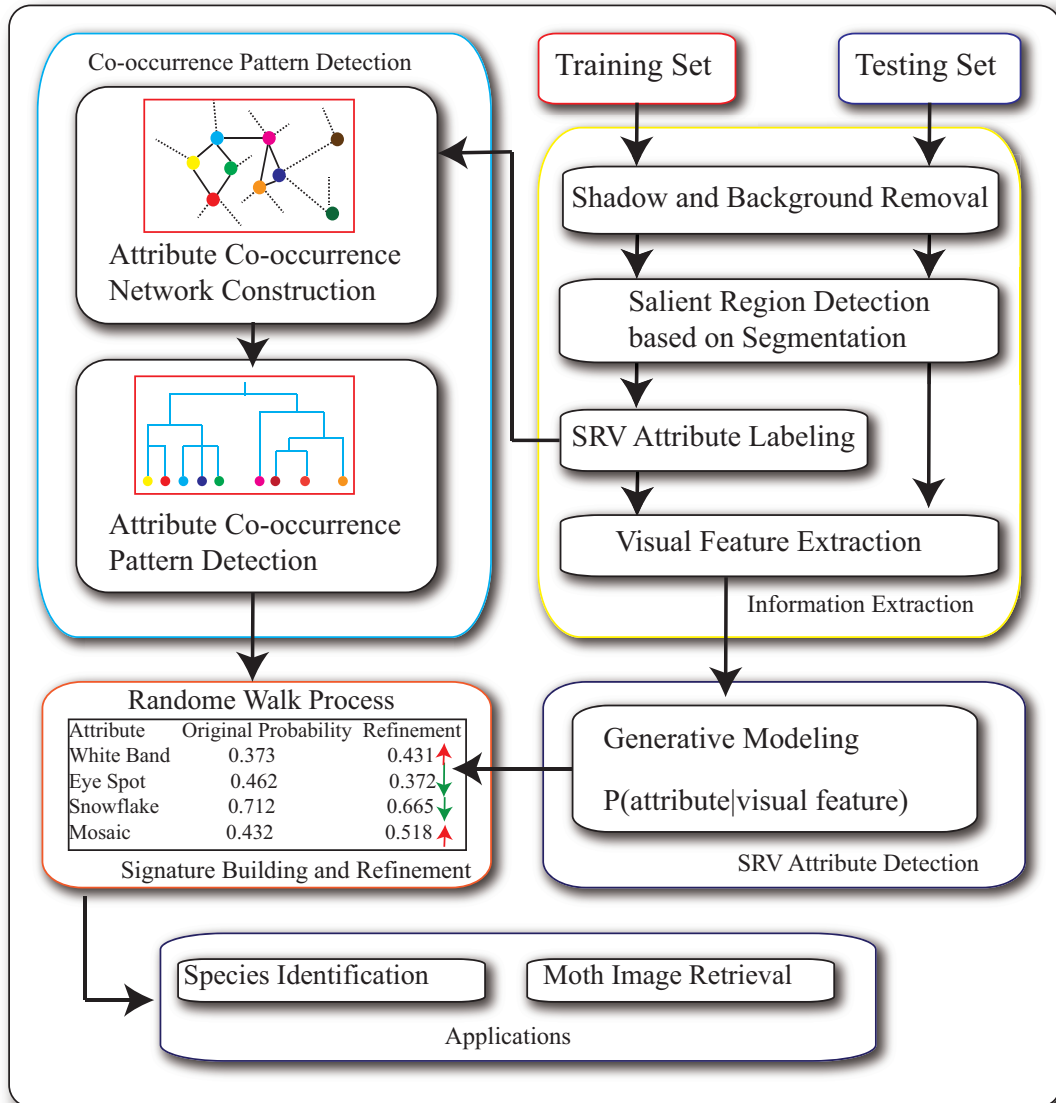 Co-occurrence Pattern Detection
Attribute Co-occurrence
Network Construction
Attribute Co-occurrence
Pattern Detection
Training Set
Testing Set
Shadow and Background Removal
Salient Region Detection
based on Segmentation
SRV Attribute Labeling
Visual Feature Extraction
Information Extraction
Randome Walk Process
Attribute Original Probability Refinement
White Band 0.373 0.431
Eye Spot 0.462 0.372
Snowflake 0.712 0.665
Mosaic 0.432 0.518
Signature Building and Refinement
Generative Modeling
P(attribute|visual feature)
SRV Attribute Detection
Species Identification
Moth Image Retrieval
Applications